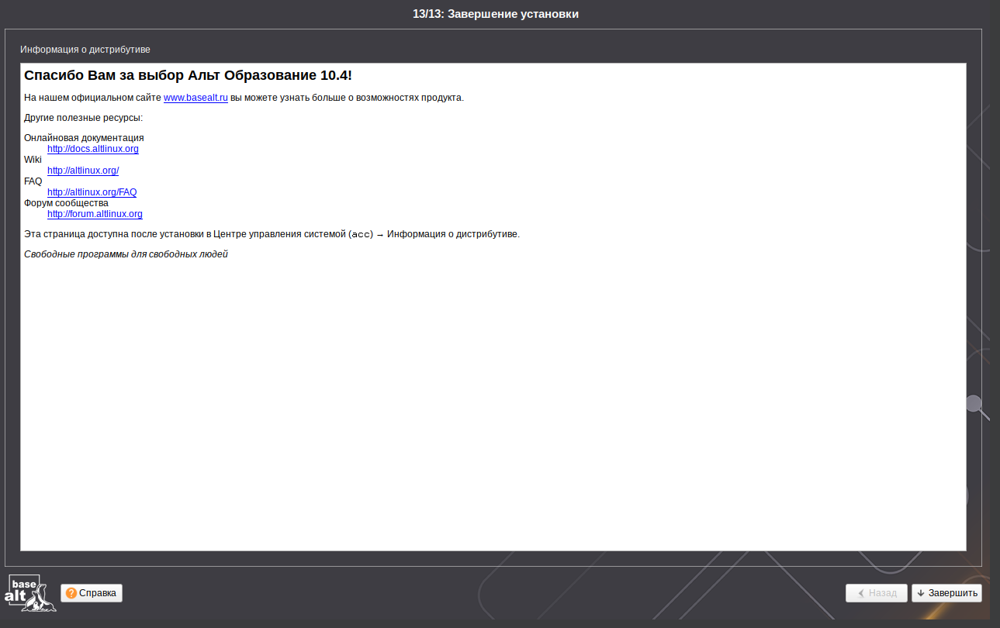 13/13: Завершение установки
Информация о дистрибутиве
Спасибо Вам за выбор Альт Образование 10.4!
На нашем официальном сайте www.basealt.ru вы можете узнать больше о возможностях продукта.
Другие полезные ресурсы:
Онлайновая документация
http://docs.altlinux.org
Wiki
http://altlinux.org/
FAQ
http://altlinux.org/FAQ
Форум сообщества
http://forum.altlinux.org
Эта страница доступна после установки в Центре управления системой (acc) → Информация о дистрибутиве.
Свободные программы для свободных людей
base
alt
? Справка
Назад
Завершить